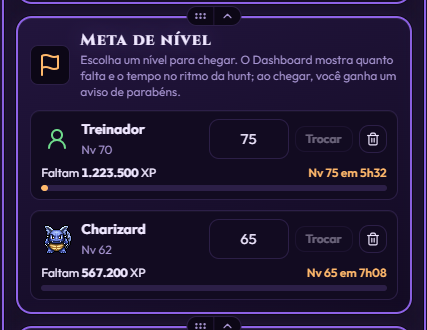 Meta de nível
Escolha um nível para chegar. O Dashboard mostra quanto
falta e o tempo no ritmo da hunt; ao chegar, você ganha um
aviso de parabéns.
Treinador
Nv 70
75
Trocar
Faltam 1.223.500 XP
Nv 75 em 5h32
Charizard
Nv 62
65
Trocar
Faltam 567.200 XP
Nv 65 em 7h08